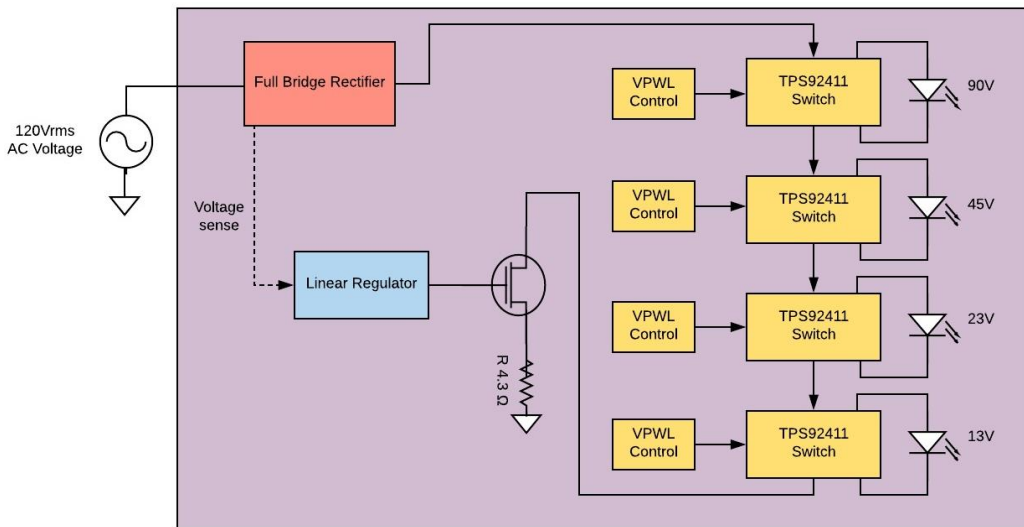 120Vrms
AC Voltage
Full Bridge Rectifier
Voltage
sense
Linear Regulator
R 4.3 Ω
VPWL
Control
TPS92411
Switch
90V
VPWL
Control
TPS92411
Switch
45V
VPWL
Control
TPS92411
Switch
23V
VPWL
Control
TPS92411
Switch
13V